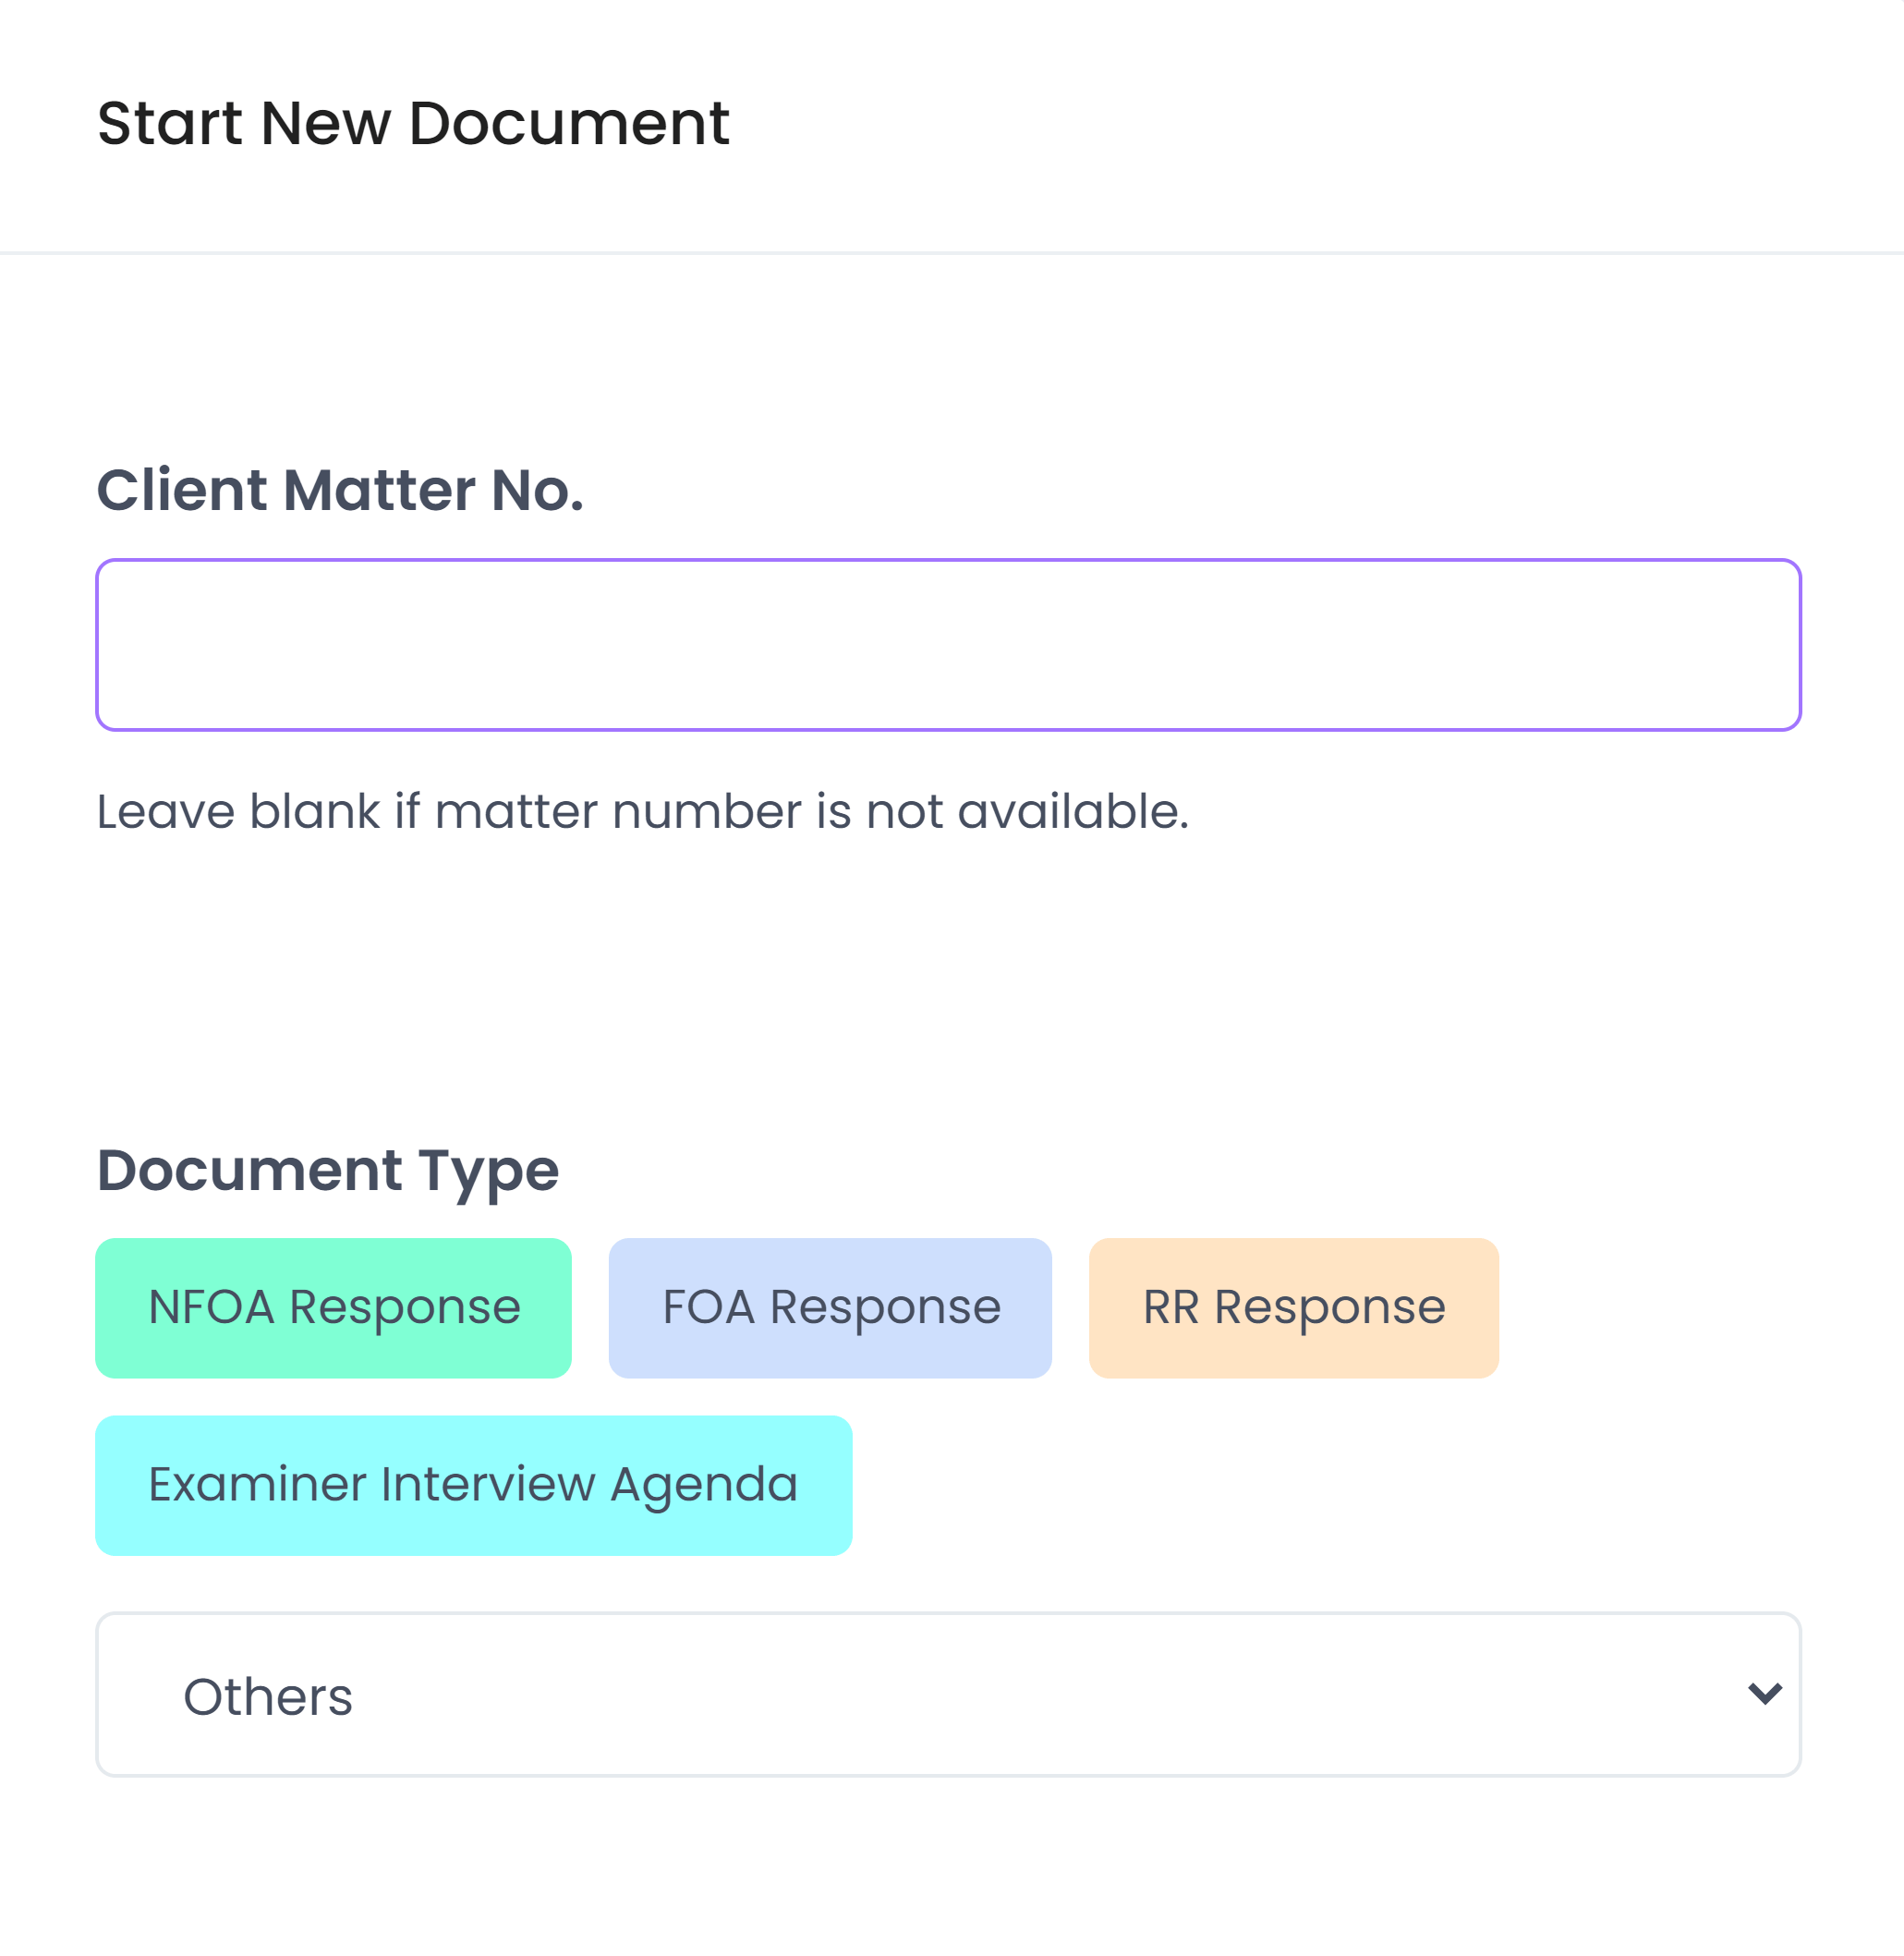 Start New Document
Client Matter No.
Leave blank if matter number is not available.
Document Type
NFOA Response FOA Response RR Response
Examiner Interview Agenda
Others